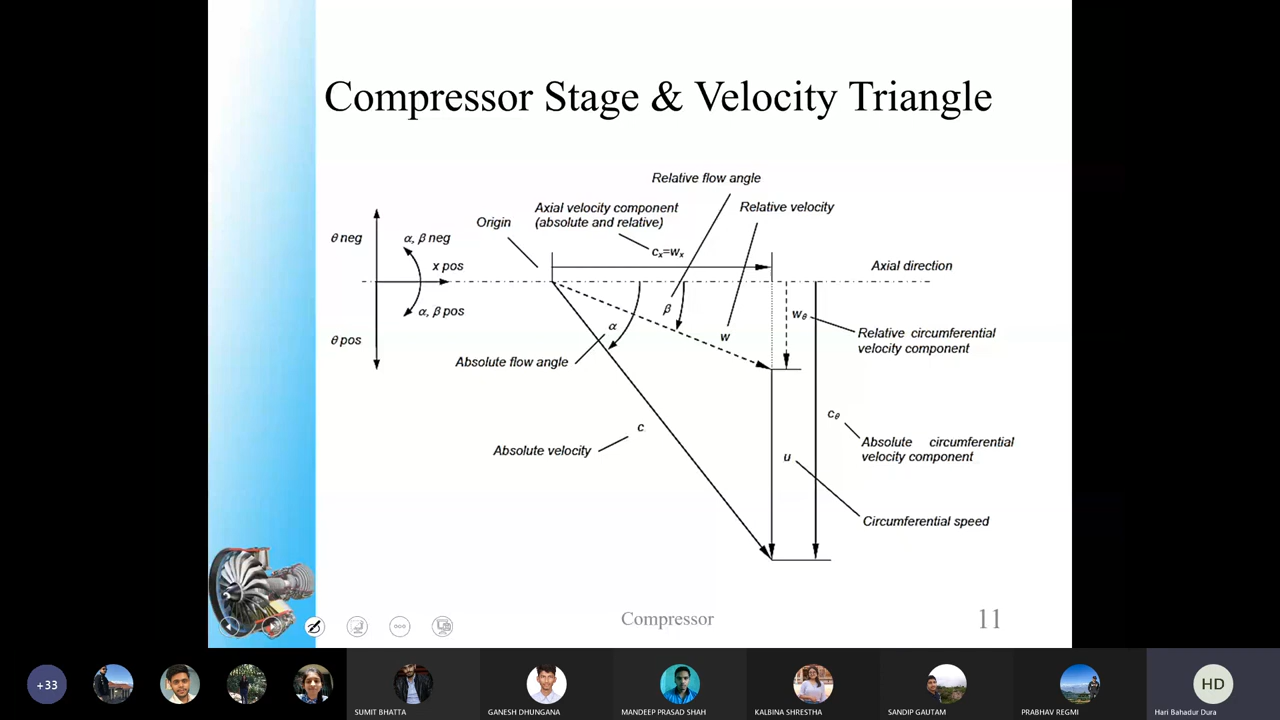 Compressor Stage & Velocity Triangle
Relative flow angle
Axial velocity component
(absolute and relative)
Relative velocity
Origin
θ neg
α, β neg
cₓ=wₓ
x pos
Axial direction
α, β pos
β
wθ
α
w
Relative circumferential
velocity component
θ pos
Absolute flow angle
cθ
c
Absolute circumferential
velocity component
Absolute velocity
u
Circumferential speed
Compressor
11
+33
HD
SUMIT BHATTA
GANESH DHUNGANA
MANDEEP PRASAD SHAH
KALBINA SHRESTHA
SANDIP GAUTAM
PRABHAV REGMI
Hari Bahadur Dura